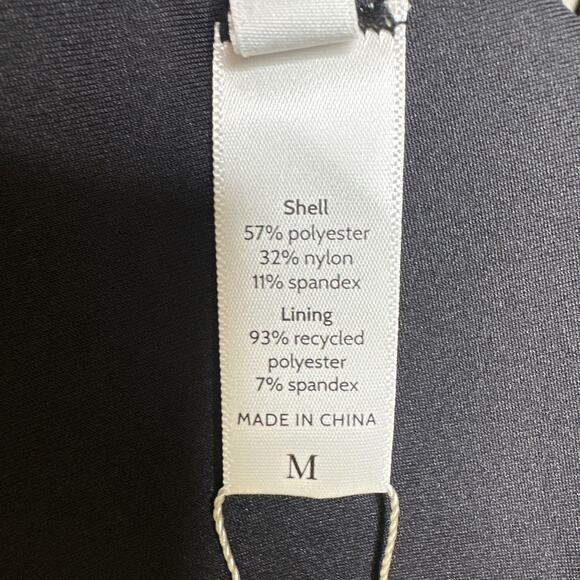 Shell
57% polyester
32% nylon
11% spandex
Lining
93% recycled
polyester
7% spandex
MADE IN CHINA
M